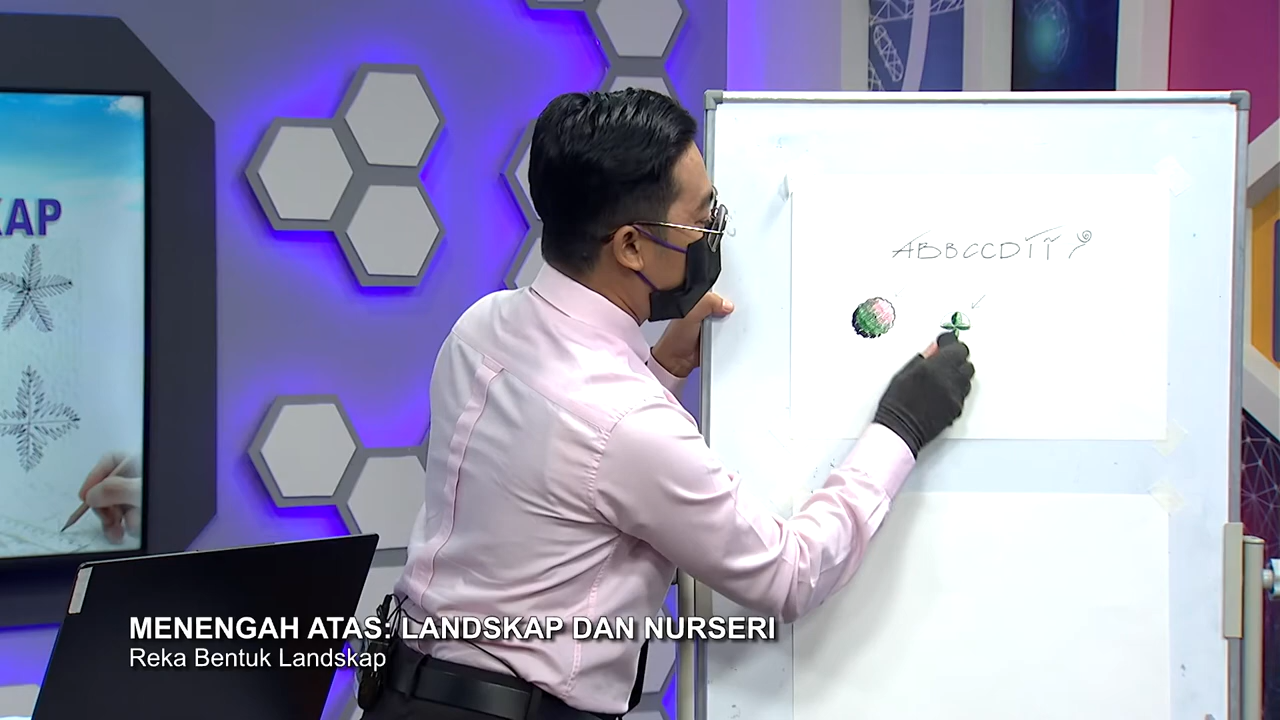 KAP
ABBCCDTT
MENENGAH ATAS: LANDSKAP DAN NURSERI
Reka Bentuk Landskap